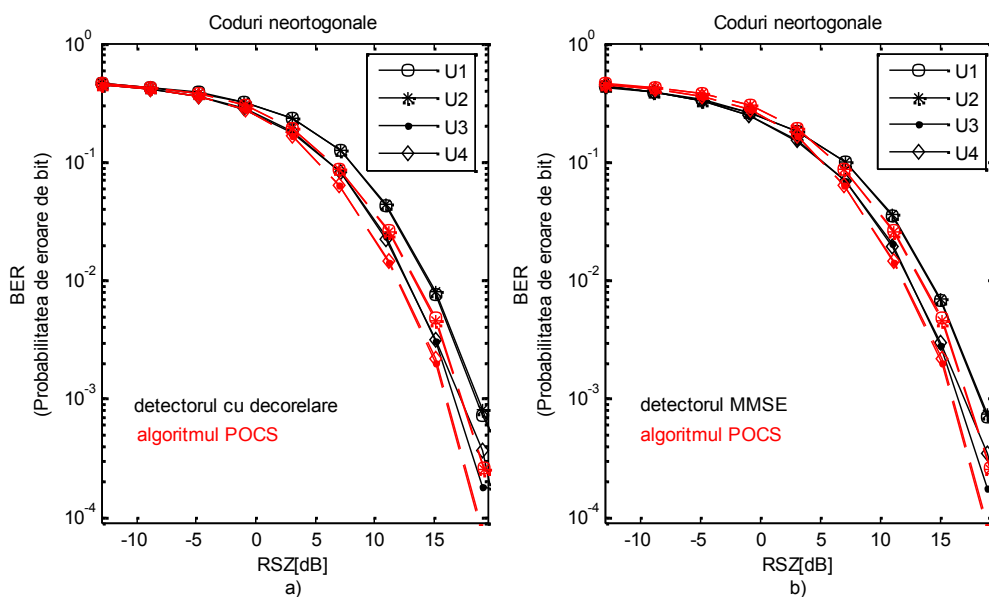 Coduri neortogonale
10^0
10^-1
10^-2
10^-3
10^-4
BER
(Probabilitatea de eroare de bit)
U1
U2
U3
U4
detectorul cu decorelare
algoritmul POCS
-10 -5 0 5 10 15
RSZ[dB]
a)
Coduri neortogonale
10^0
10^-1
10^-2
10^-3
10^-4
BER
(Probabilitatea de eroare de bit)
U1
U2
U3
U4
detectorul MMSE
algoritmul POCS
-10 -5 0 5 10 15
RSZ[dB]
b)